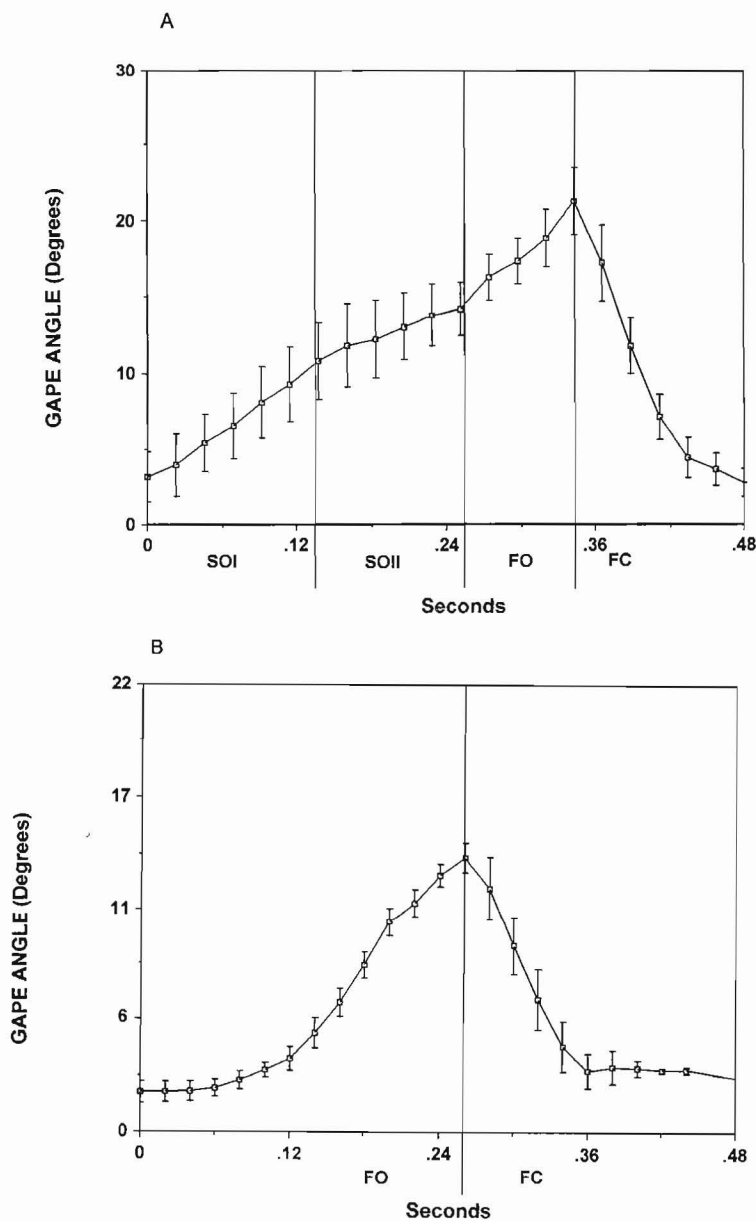 A
GAPE ANGLE (Degrees)
30
20
10
0
0 .12 .24 .36 .48
SOI SOII FO FC
Seconds
B
GAPE ANGLE (Degrees)
22
17
11
6
0
0 .12 .24 .36 .48
FO FC
Seconds